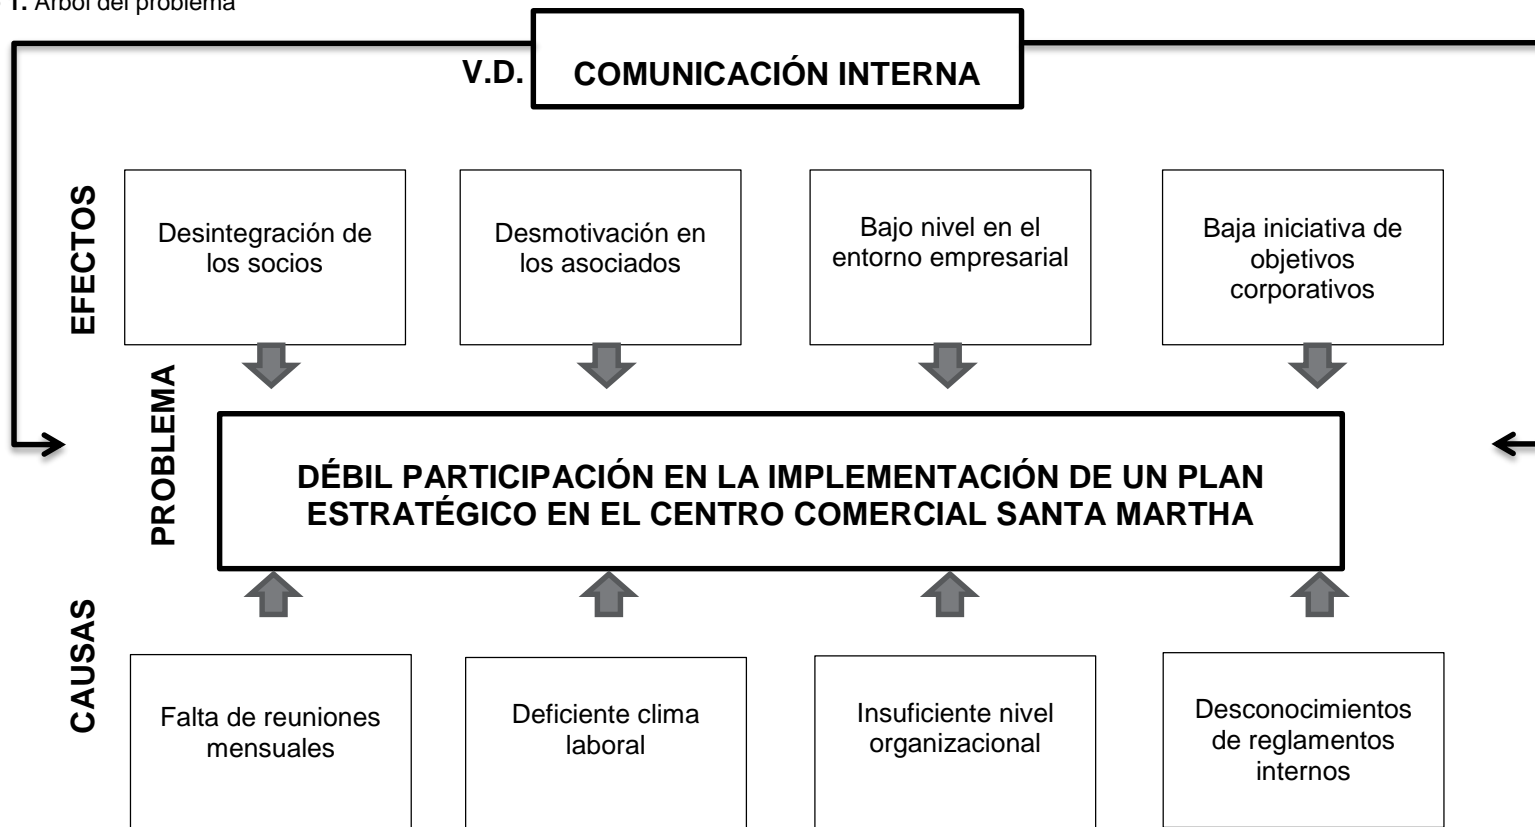 1. Árbol del problema
V.D.
COMUNICACIÓN INTERNA
EFECTOS
Desintegración de
los socios
Desmotivación en
los asociados
Bajo nivel en el
entorno empresarial
Baja iniciativa de
objetivos
corporativos
PROBLEMA
DÉBIL PARTICIPACIÓN EN LA IMPLEMENTACIÓN DE UN PLAN
ESTRATÉGICO EN EL CENTRO COMERCIAL SANTA MARTHA
CAUSAS
Falta de reuniones
mensuales
Deficiente clima
laboral
Insuficiente nivel
organizacional
Desconocimientos
de reglamentos
internos